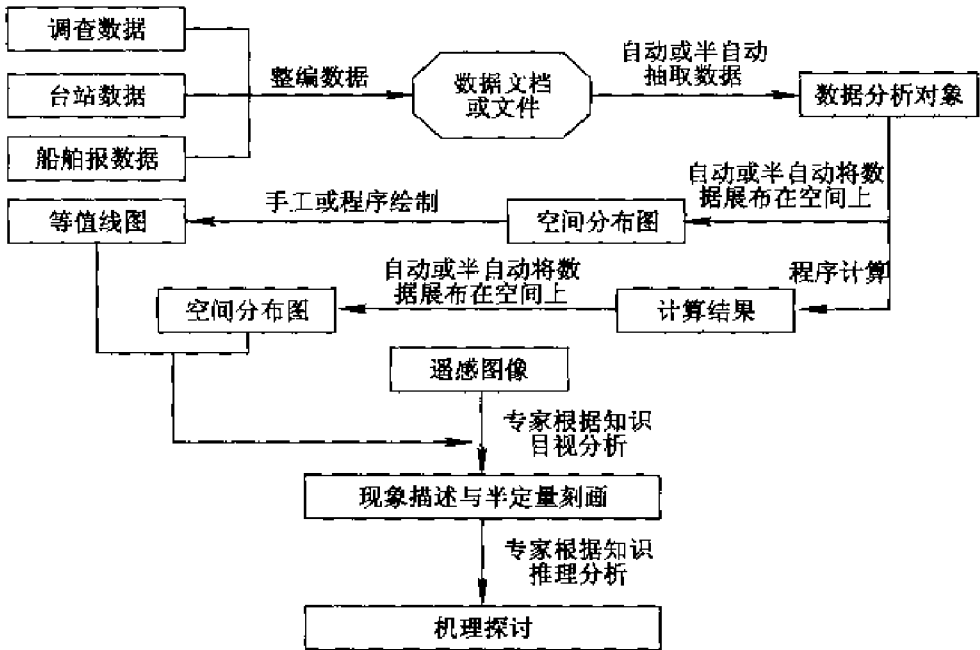 调查数据
台站数据
船舶报数据
整编数据
数据文档
或文件
自动或半自动
抽取数据
数据分析对象
自动或半自动将数
据展布在空间上
等值线图
手工或程序绘制
空间分布图
程序计算
空间分布图
自动或半自动将数
据展布在空间上
计算结果
遥感图像
专家根据知识
目视分析
现象描述与半定量刻画
专家根据知识
推理分析
机理探讨